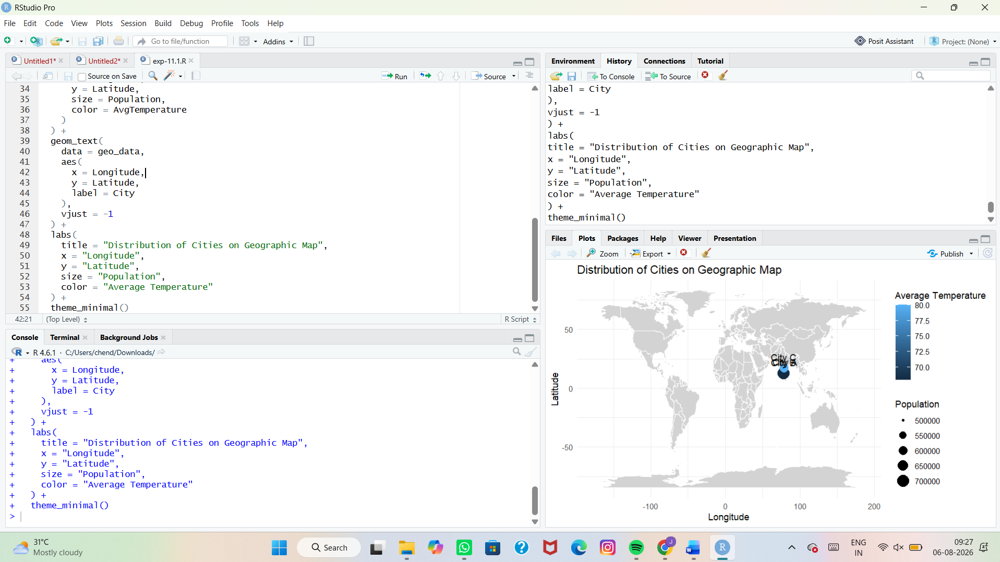 RStudio Pro
File Edit Code View Plots Session Build Debug Profile Tools Help
Go to file/function
Addins
Posit Assistant
Project: (None)
Untitled1*
Untitled2*
exp-11.1.R
Source on Save
Run
Source
34 y = Latitude,
35 size = Population,
36 color = AvgTemperature
37 )
38 ) +
39 geom_text(
40 data = geo_data,
41 aes(
42 x = Longitude,
43 y = Latitude,
44 label = City
45 ),
46 vjust = -1
47 ) +
48 labs(
49 title = "Distribution of Cities on Geographic Map",
50 x = "Longitude",
51 y = "Latitude",
52 size = "Population",
53 color = "Average Temperature"
54 ) +
55 theme_minimal()
42:21 (Top Level) R Script
Console Terminal Background Jobs
R 4.6.1 · C:/Users/chend/Downloads/
+ aes(
+ x = Longitude,
+ y = Latitude,
+ label = City
+ ),
+ vjust = -1
+ ) +
+ labs(
+ title = "Distribution of Cities on Geographic Map",
+ x = "Longitude",
+ y = "Latitude",
+ size = "Population",
+ color = "Average Temperature"
+ ) +
+ theme_minimal()
>
Environment History Connections Tutorial
To Console To Source
label = City
),
vjust = -1
) +
labs(
title = "Distribution of Cities on Geographic Map",
x = "Longitude",
y = "Latitude",
size = "Population",
color = "Average Temperature"
) +
theme_minimal()
Files Plots Packages Help Viewer Presentation
Zoom Export Publish
Distribution of Cities on Geographic Map
Latitude
50
0
-50
-100 0 100 200
Longitude
City C
Average Temperature
80.0
77.5
75.0
72.5
70.0
Population
500000
550000
600000
650000
700000
31°C
Mostly cloudy
Search
J
ENG
IN
09:27
06-08-2026